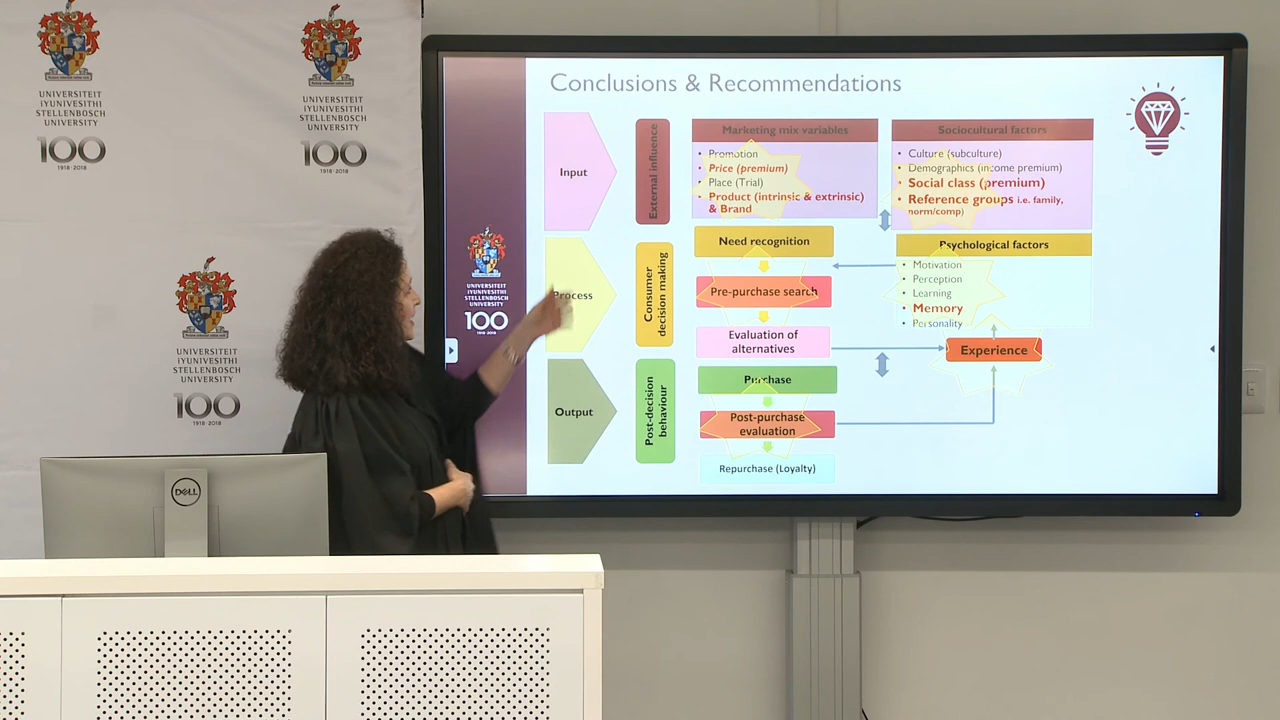 UNIVERSITEIT
iYUNIVESITHI
STELLENBOSCH
UNIVERSITY
100
1918·2018
UNIVERSITEIT
iYUNIVESITHI
STELLENBOSCH
UNIVERSITY
100
1918·2018
UNIVERSITEIT
iYUNIVESITHI
STELLENBOSCH
UNIVERSITY
100
1918·2018
DELL
UNIVERSITEIT
iYUNIVESITHI
STELLENBOSCH
UNIVERSITY
100
1918·2018
Conclusions & Recommendations
Input
External influence
Marketing mix variables
• Promotion
• Price (premium)
• Place (Trial)
• Product (intrinsic & extrinsic)
& Brand
Sociocultural factors
• Culture (subculture)
• Demographics (income premium)
• Social class (premium)
• Reference groups i.e. family,
norm/comp)
Process
Consumer
decision making
Need recognition
Pre-purchase search
Evaluation of
alternatives
Psychological factors
• Motivation
• Perception
• Learning
• Memory
• Personality
Experience
Output
Post-decision
behaviour
Purchase
Post-purchase
evaluation
Repurchase (Loyalty)